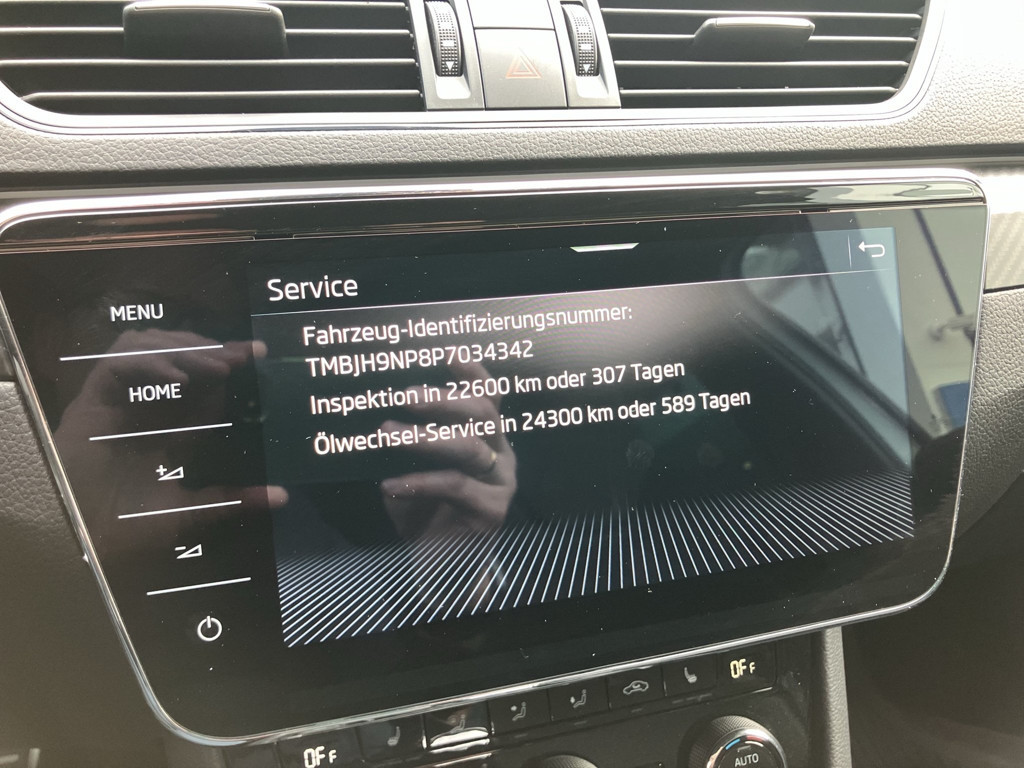 Service
Fahrzeug-Identifizierungsnummer:
TMBJH9NP8P7034342
Inspektion in 22600 km oder 307 Tagen
Ölwechsel-Service in 24300 km oder 589 Tagen
MENU
HOME
OFF
OFF
AUTO